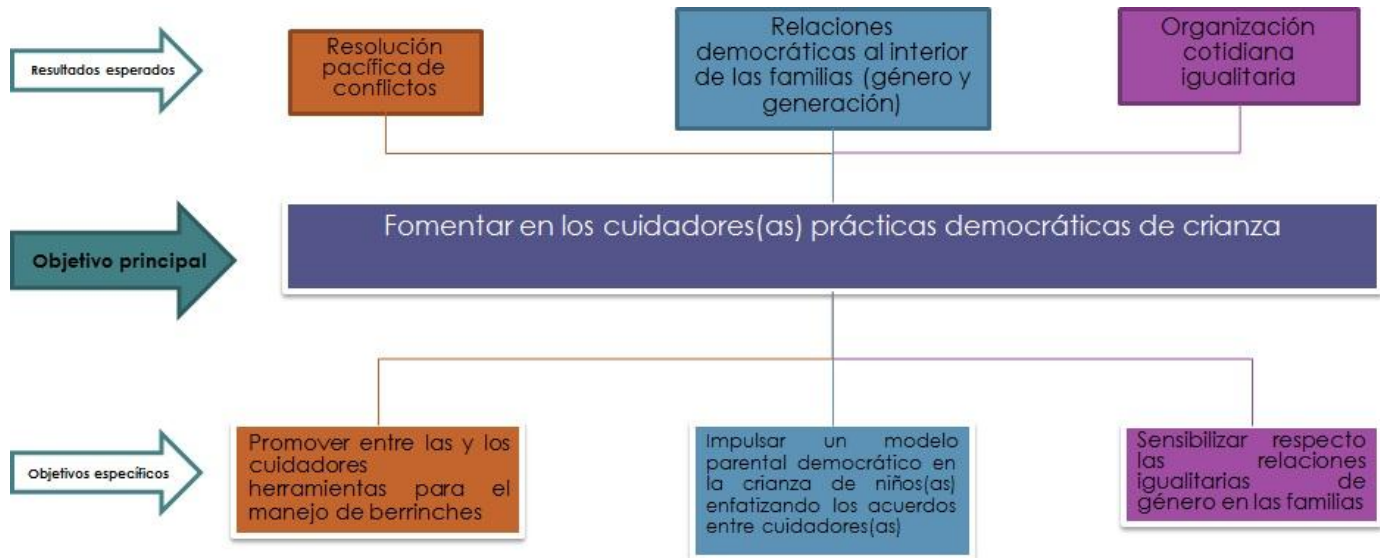 Resultados esperados
Resolución
pacífica de
conflictos
Relaciones
democráticas al interior
de las familias (género y
generación)
Organización
cotidiana
igualitaria
Objetivo principal
Fomentar en los cuidadores(as) prácticas democráticas de crianza
Objetivos específicos
Promover entre las y los
cuidadores
herramientas para el
manejo de berrinches
Impulsar un modelo
parental democrático en
la crianza de niños(as)
enfatizando los acuerdos
entre cuidadores(as)
Sensibilizar respecto
las relaciones
igualitarias de
género en las familias